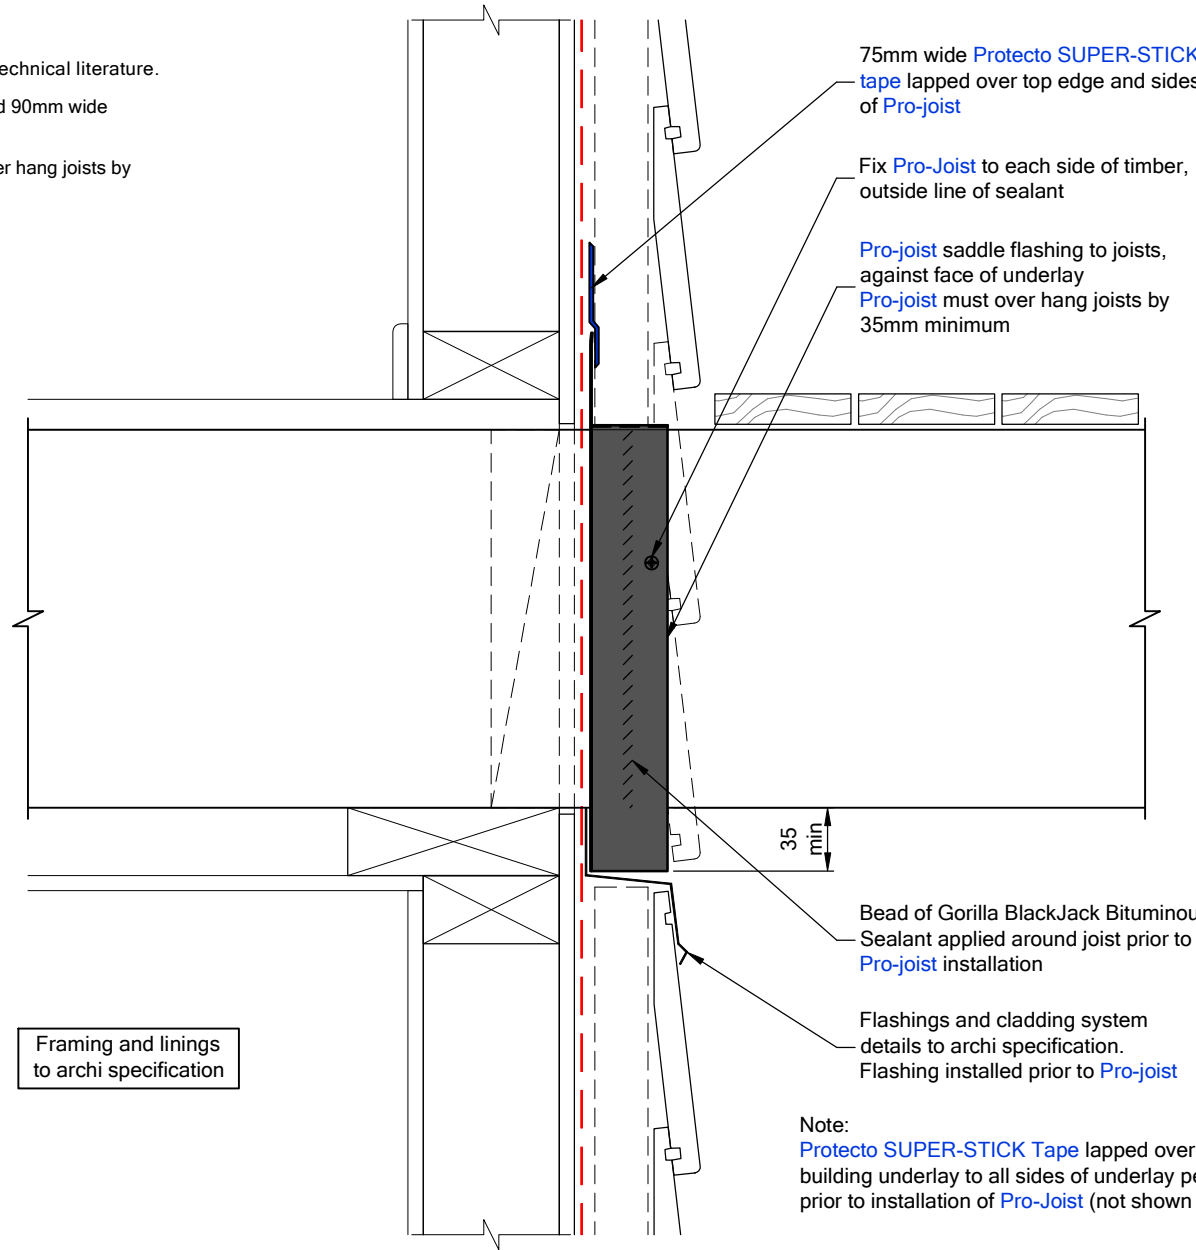 technical literature.
d 90mm wide
er hang joists by
75mm wide Protecto SUPER-STICK
tape lapped over top edge and sides
of Pro-joist
Fix Pro-Joist to each side of timber,
outside line of sealant
Pro-joist saddle flashing to joists,
against face of underlay
Pro-joist must over hang joists by
35mm minimum
35
min
Bead of Gorilla BlackJack Bituminou
Sealant applied around joist prior to
Pro-joist installation
Flashings and cladding system
details to archi specification.
Flashing installed prior to Pro-joist
Framing and linings
to archi specification
Note:
Protecto SUPER-STICK Tape lapped over
building underlay to all sides of underlay pe
prior to installation of Pro-Joist (not shown